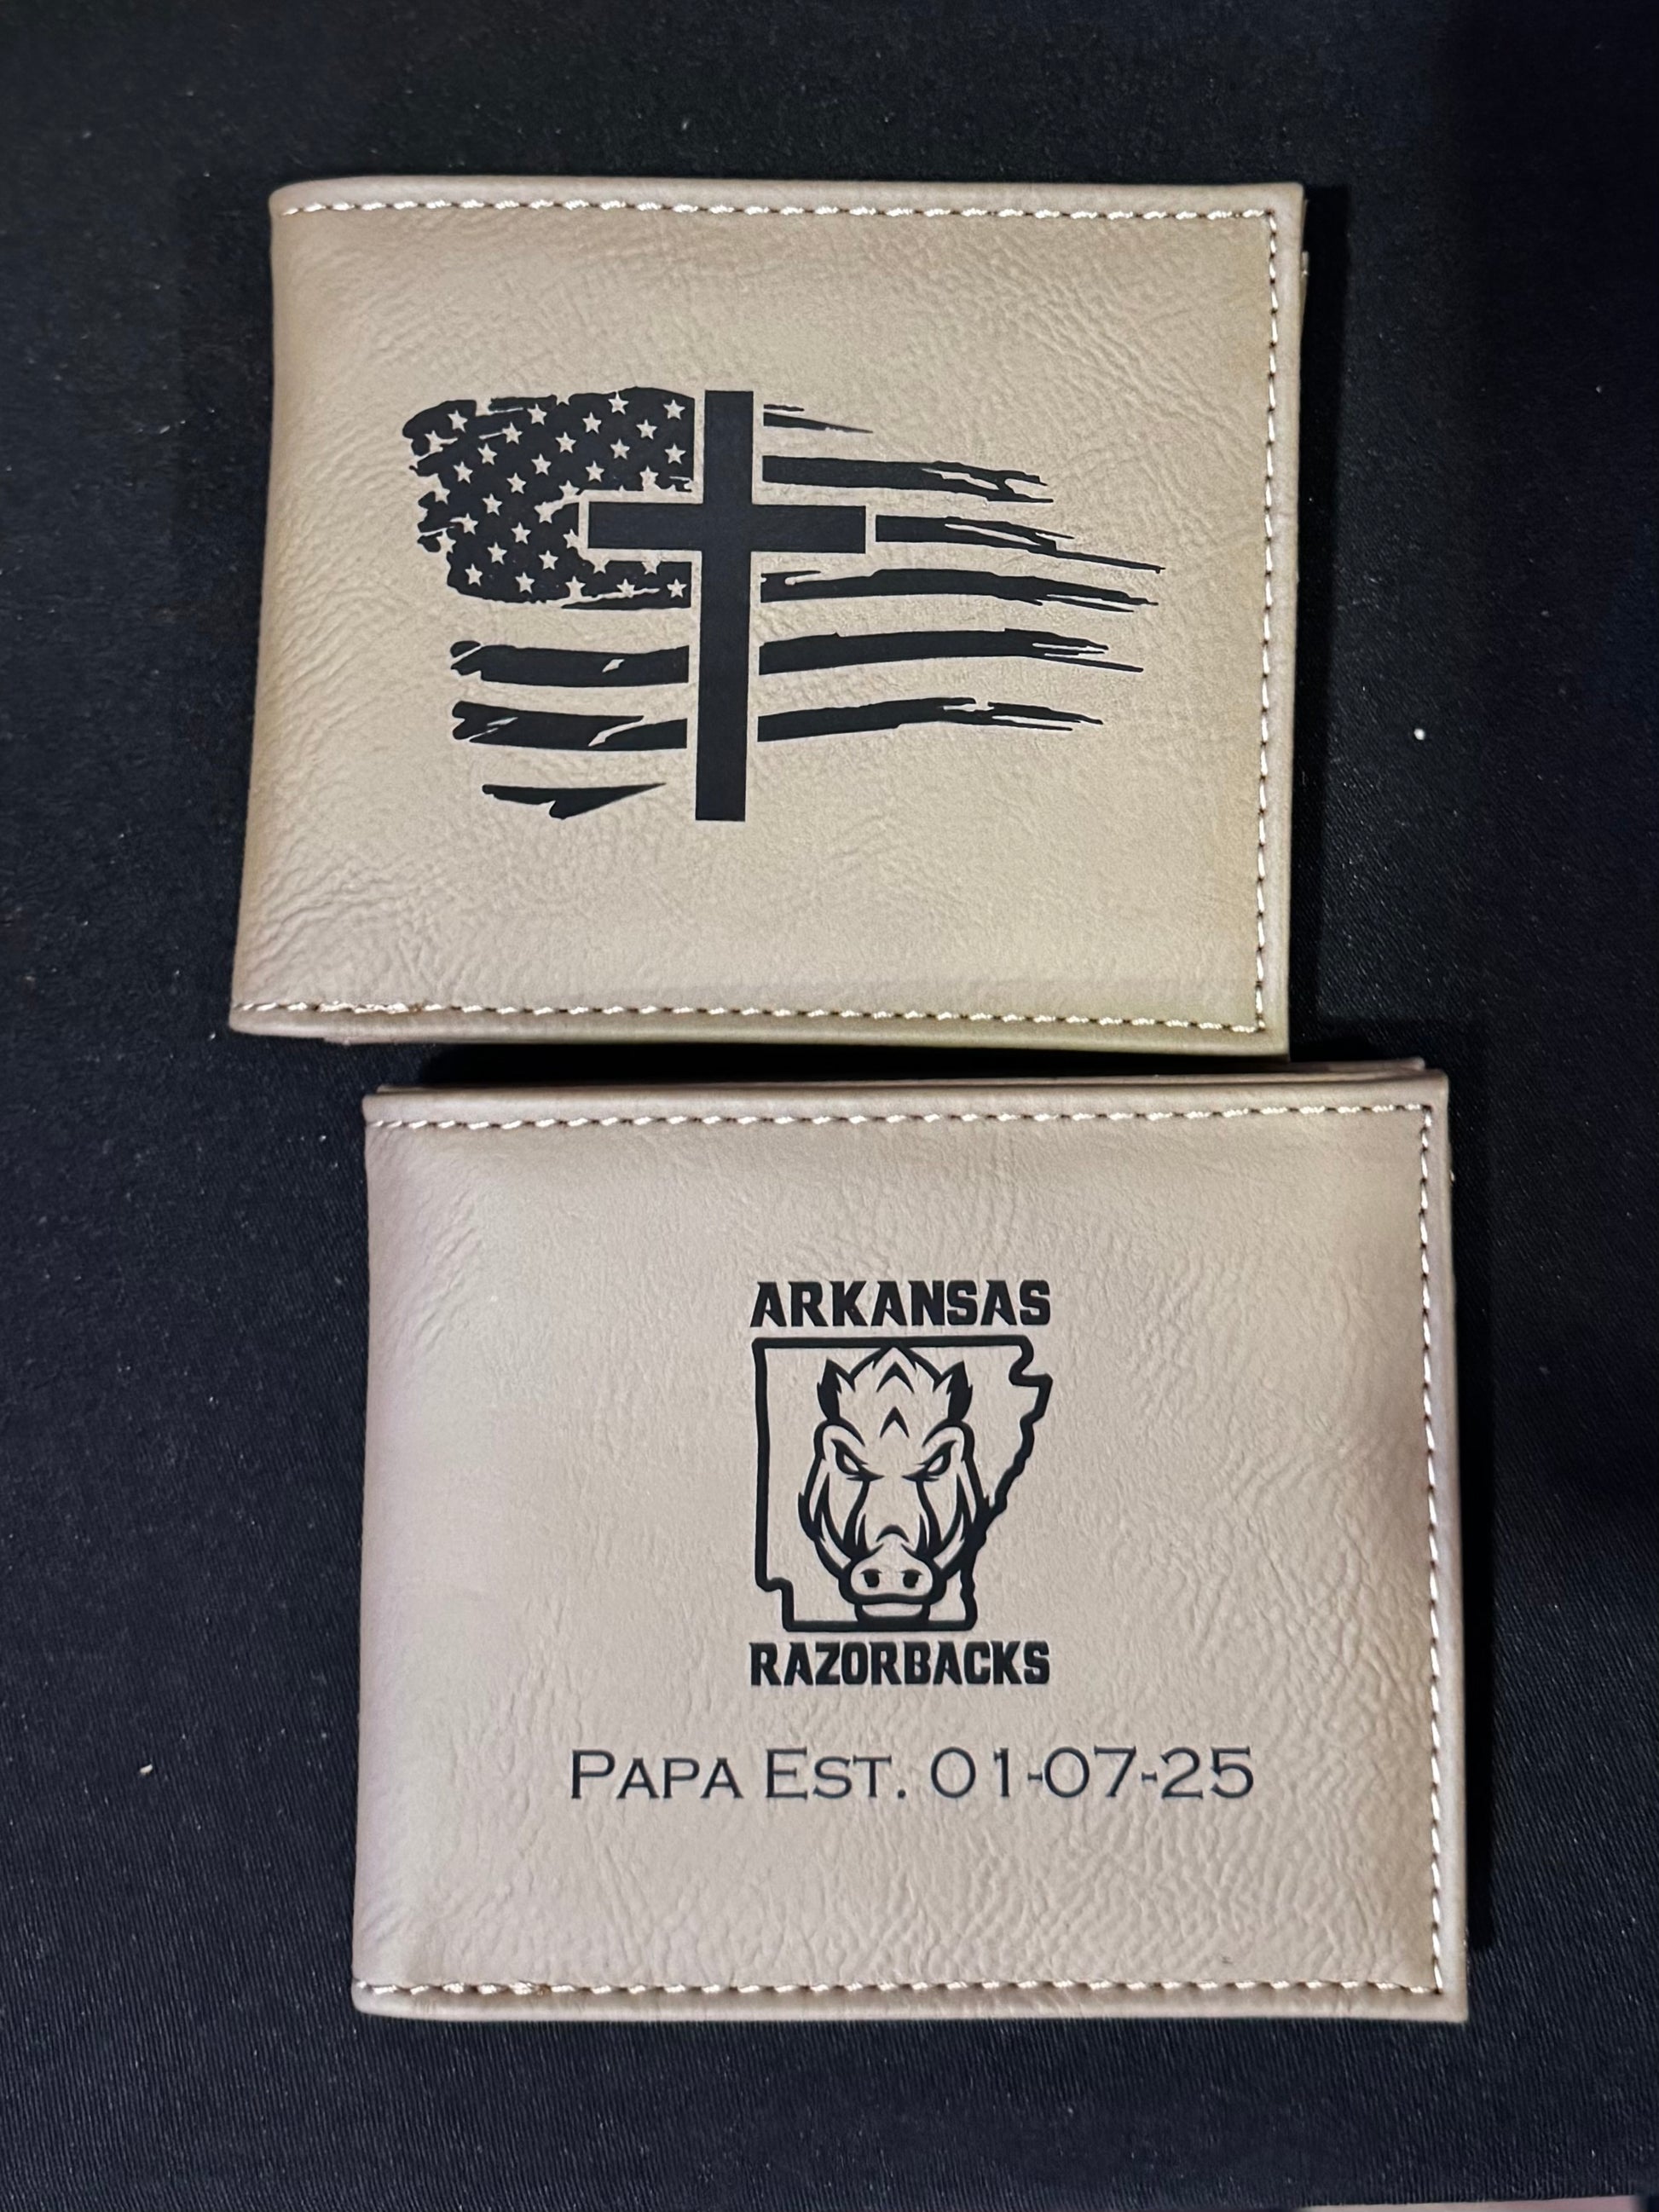 ARKANSAS
RAZORBACKS
PAPA EST. 01-07-25